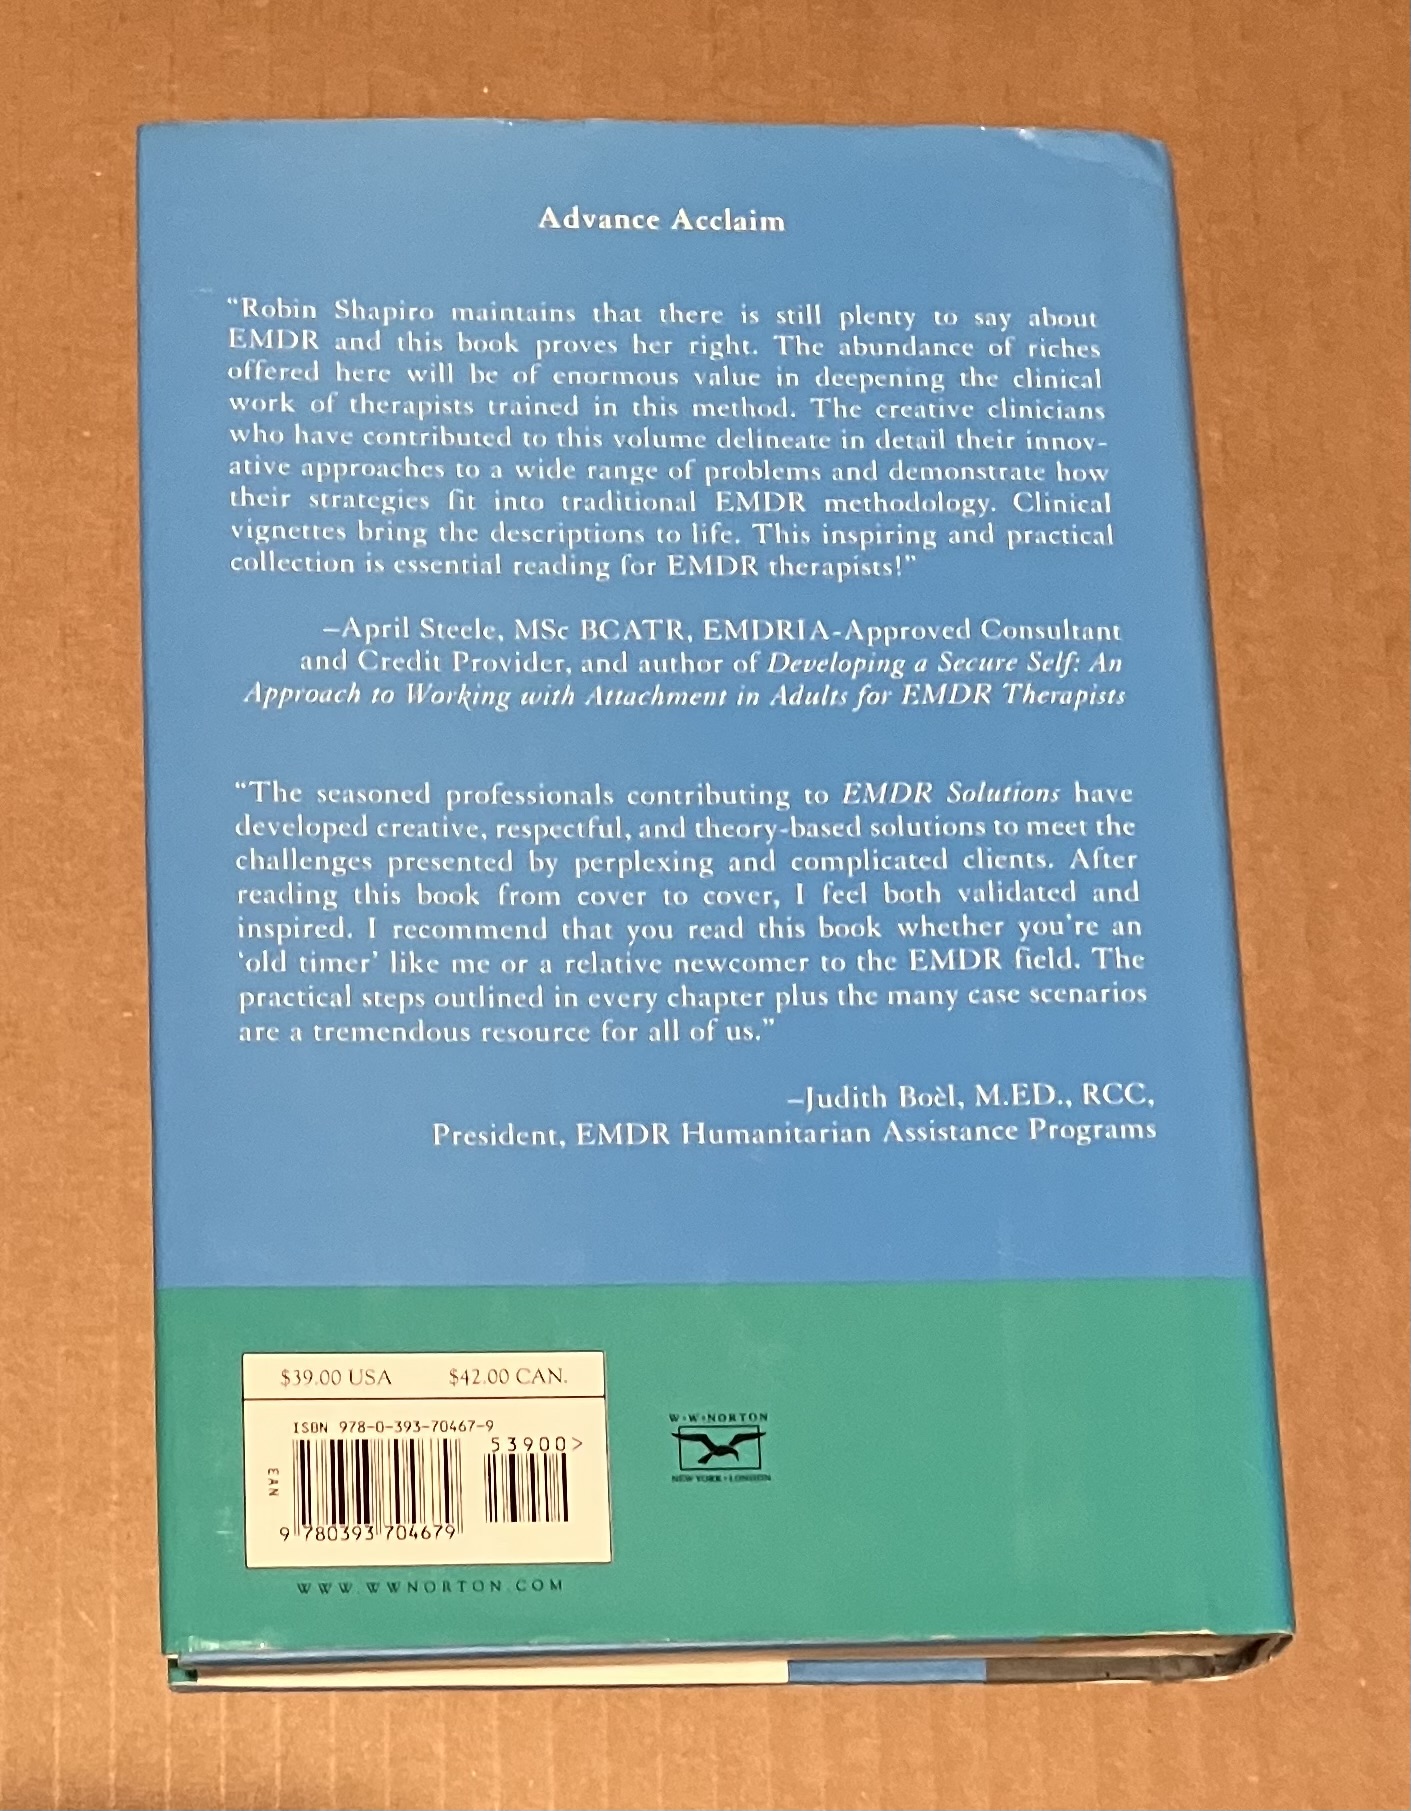 Advance Acclaim
“Robin Shapiro maintains that there is still plenty to say about
EMDR and this book proves her right. The abundance of riches
offered here will be of enormous value in deepening the clinical
work of therapists trained in this method. The creative clinicians
who have contributed to this volume delineate in detail their innov-
ative approaches to a wide range of problems and demonstrate how
their strategies fit into traditional EMDR methodology. Clinical
vignettes bring the descriptions to life. This inspiring and practical
collection is essential reading for EMDR therapists!”
–April Steele, MSc BCATR, EMDRIA-Approved Consultant
and Credit Provider, and author of Developing a Secure Self: An
Approach to Working with Attachment in Adults for EMDR Therapists
“The seasoned professionals contributing to EMDR Solutions have
developed creative, respectful, and theory-based solutions to meet the
challenges presented by perplexing and complicated clients. After
reading this book from cover to cover, I feel both validated and
inspired. I recommend that you read this book whether you’re an
‘old timer’ like me or a relative newcomer to the EMDR field. The
practical steps outlined in every chapter plus the many case scenarios
are a tremendous resource for all of us.”
–Judith Boèl, M.ED., RCC,
President, EMDR Humanitarian Assistance Programs
$39.00 USA $42.00 CAN.
ISBN 978-0-393-70467-9
53900>
EAN
9 780393 704679
WWW.WWNORTON.COM
W·W·NORTON
NEW YORK · LONDON